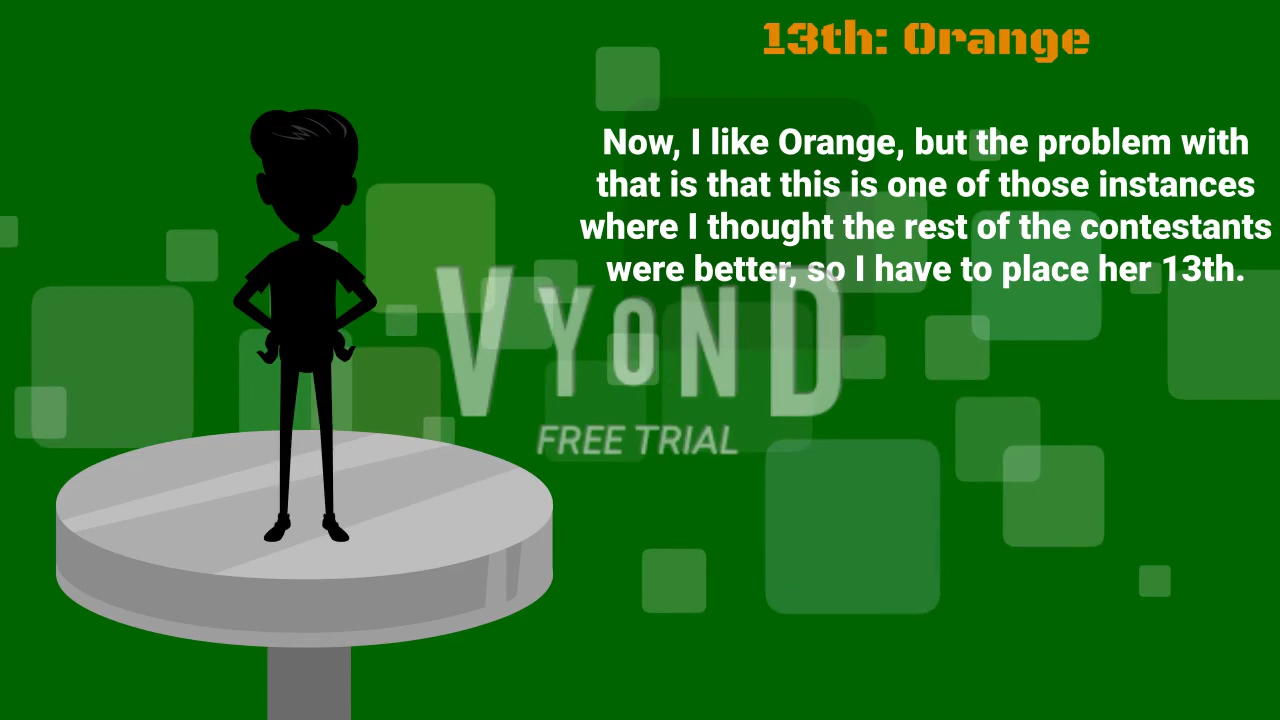 13th: Orange
Now, I like Orange, but the problem with
that is that this is one of those instances
where I thought the rest of the contestants
were better, so I have to place her 13th.
VYOND
FREE TRIAL